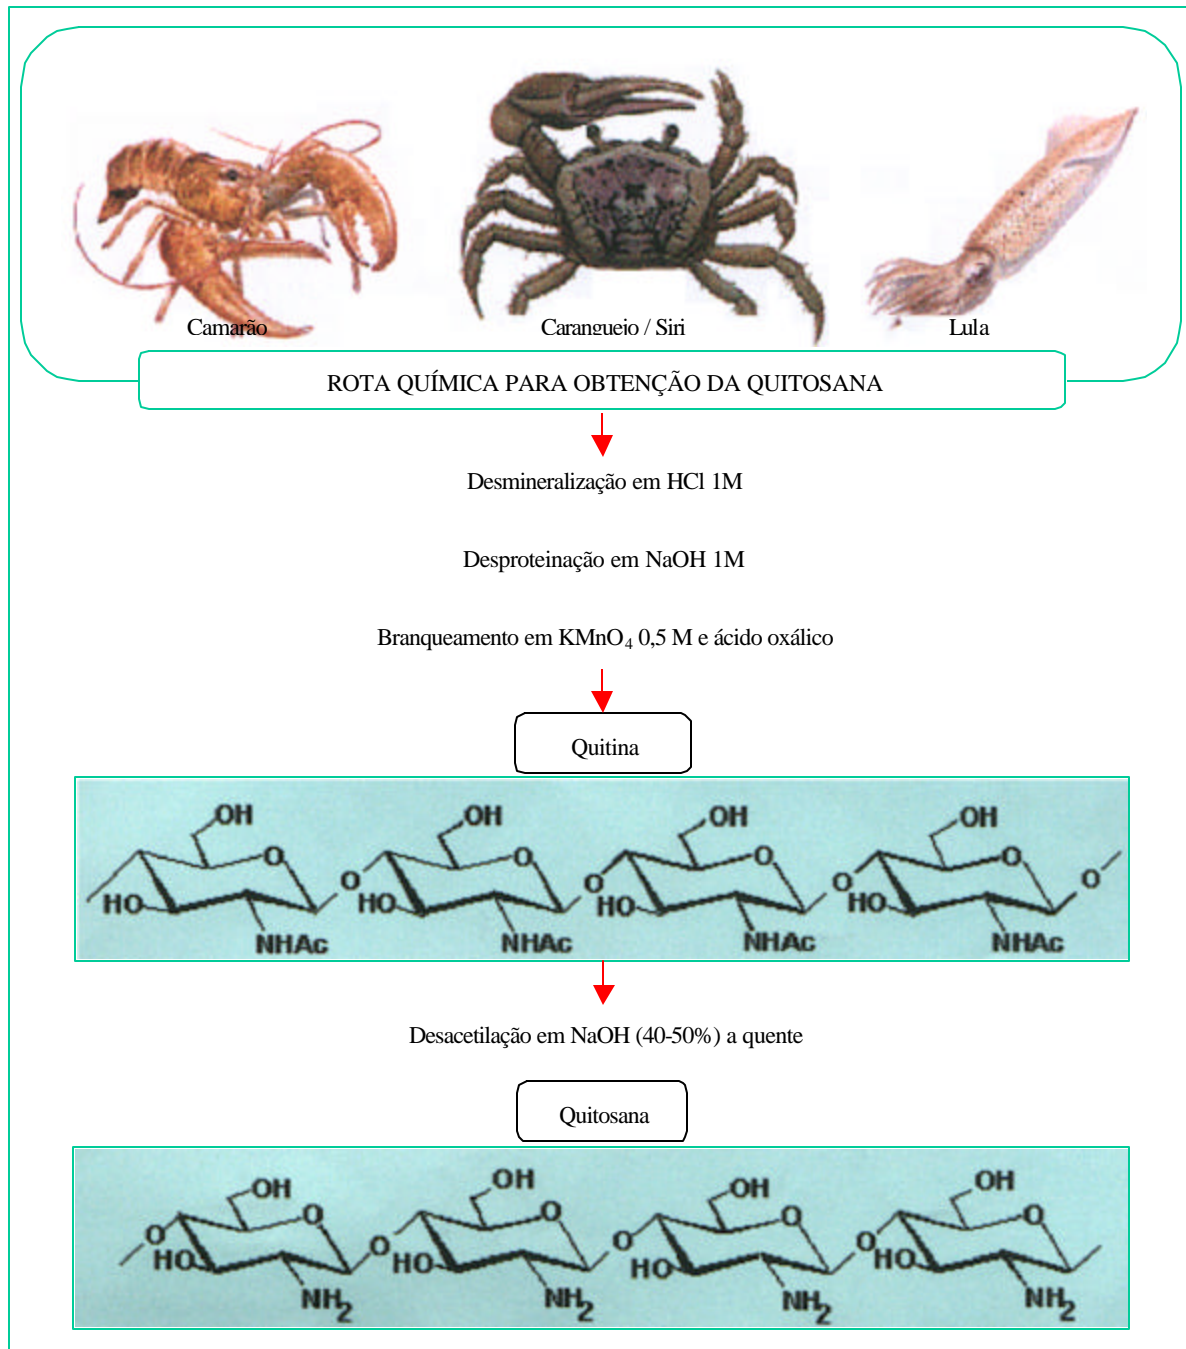 Camarão
Caranguejo / Siri
Lula
ROTA QUÍMICA PARA OBTENÇÃO DA QUITOSANA
Desmineralização em HCl 1M
Desproteinação em NaOH 1M
Branqueamento em KMnO₄ 0,5 M e ácido oxálico
Quitina
OH OH OH OH
O O O O
O O O O
HO HO HO HO
NHAc NHAc NHAc NHAc
Desacetilação em NaOH (40-50%) a quente
Quitosana
OH OH OH OH
O O O O
O O O O
HO HO HO HO
NH₂ NH₂ NH₂ NH₂